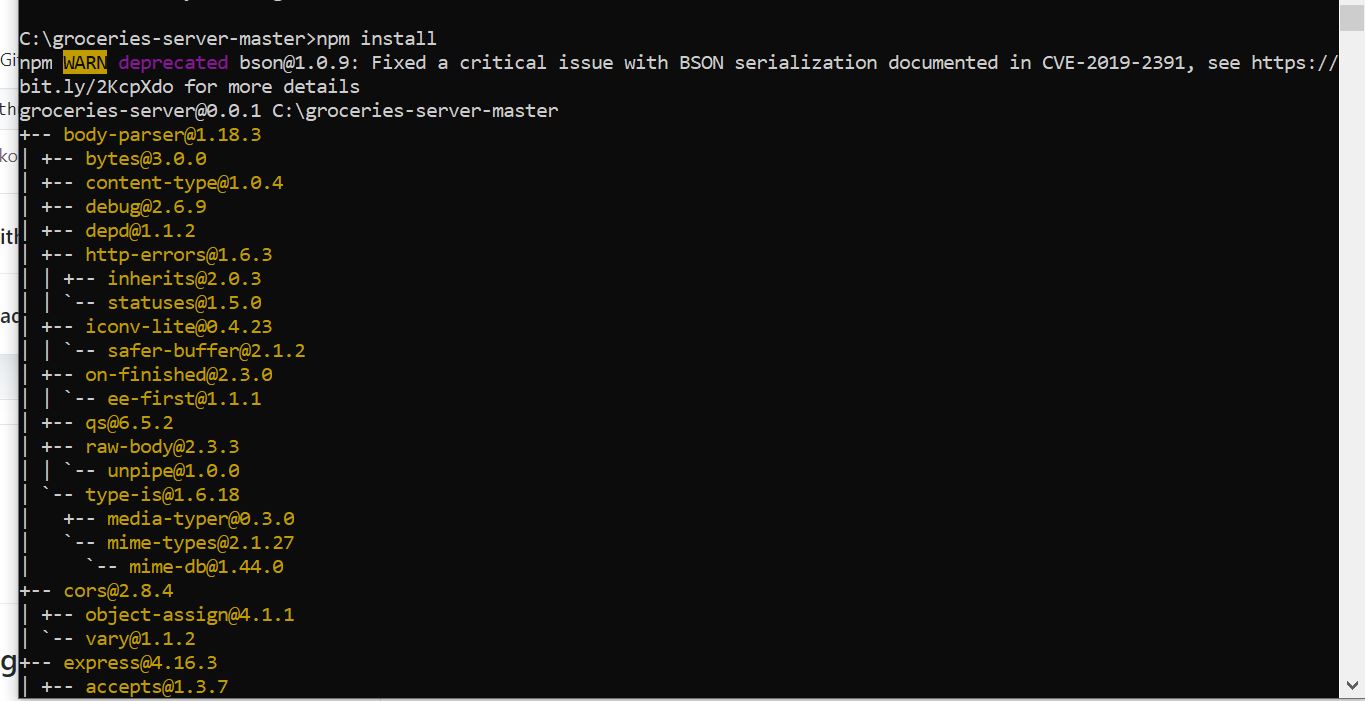 C:\groceries-server-master>npm install
npm WARN deprecated bson@1.0.9: Fixed a critical issue with BSON serialization documented in CVE-2019-2391, see https://
bit.ly/2KcpXdo for more details
groceries-server@0.0.1 C:\groceries-server-master
+-- body-parser@1.18.3
| +-- bytes@3.0.0
| +-- content-type@1.0.4
| +-- debug@2.6.9
| +-- depd@1.1.2
| +-- http-errors@1.6.3
| | +-- inherits@2.0.3
| | `-- statuses@1.5.0
| +-- iconv-lite@0.4.23
| | `-- safer-buffer@2.1.2
| +-- on-finished@2.3.0
| | `-- ee-first@1.1.1
| +-- qs@6.5.2
| +-- raw-body@2.3.3
| | `-- unpipe@1.0.0
| `-- type-is@1.6.18
|   +-- media-typer@0.3.0
|   `-- mime-types@2.1.27
|     `-- mime-db@1.44.0
+-- cors@2.8.4
| +-- object-assign@4.1.1
| `-- vary@1.1.2
+-- express@4.16.3
| +-- accepts@1.3.7